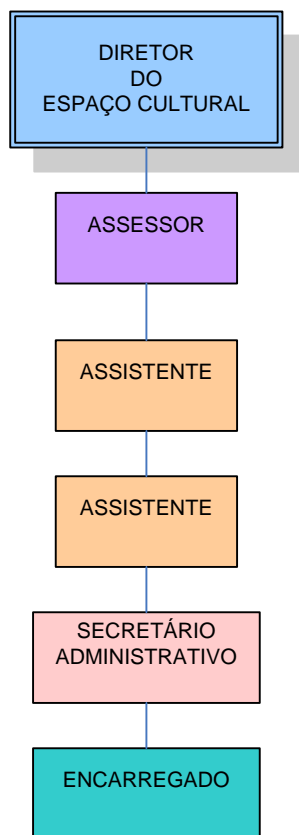 DIRETOR
DO
ESPAÇO CULTURAL
ASSESSOR
ASSISTENTE
ASSISTENTE
SECRETÁRIO
ADMINISTRATIVO
ENCARREGADO